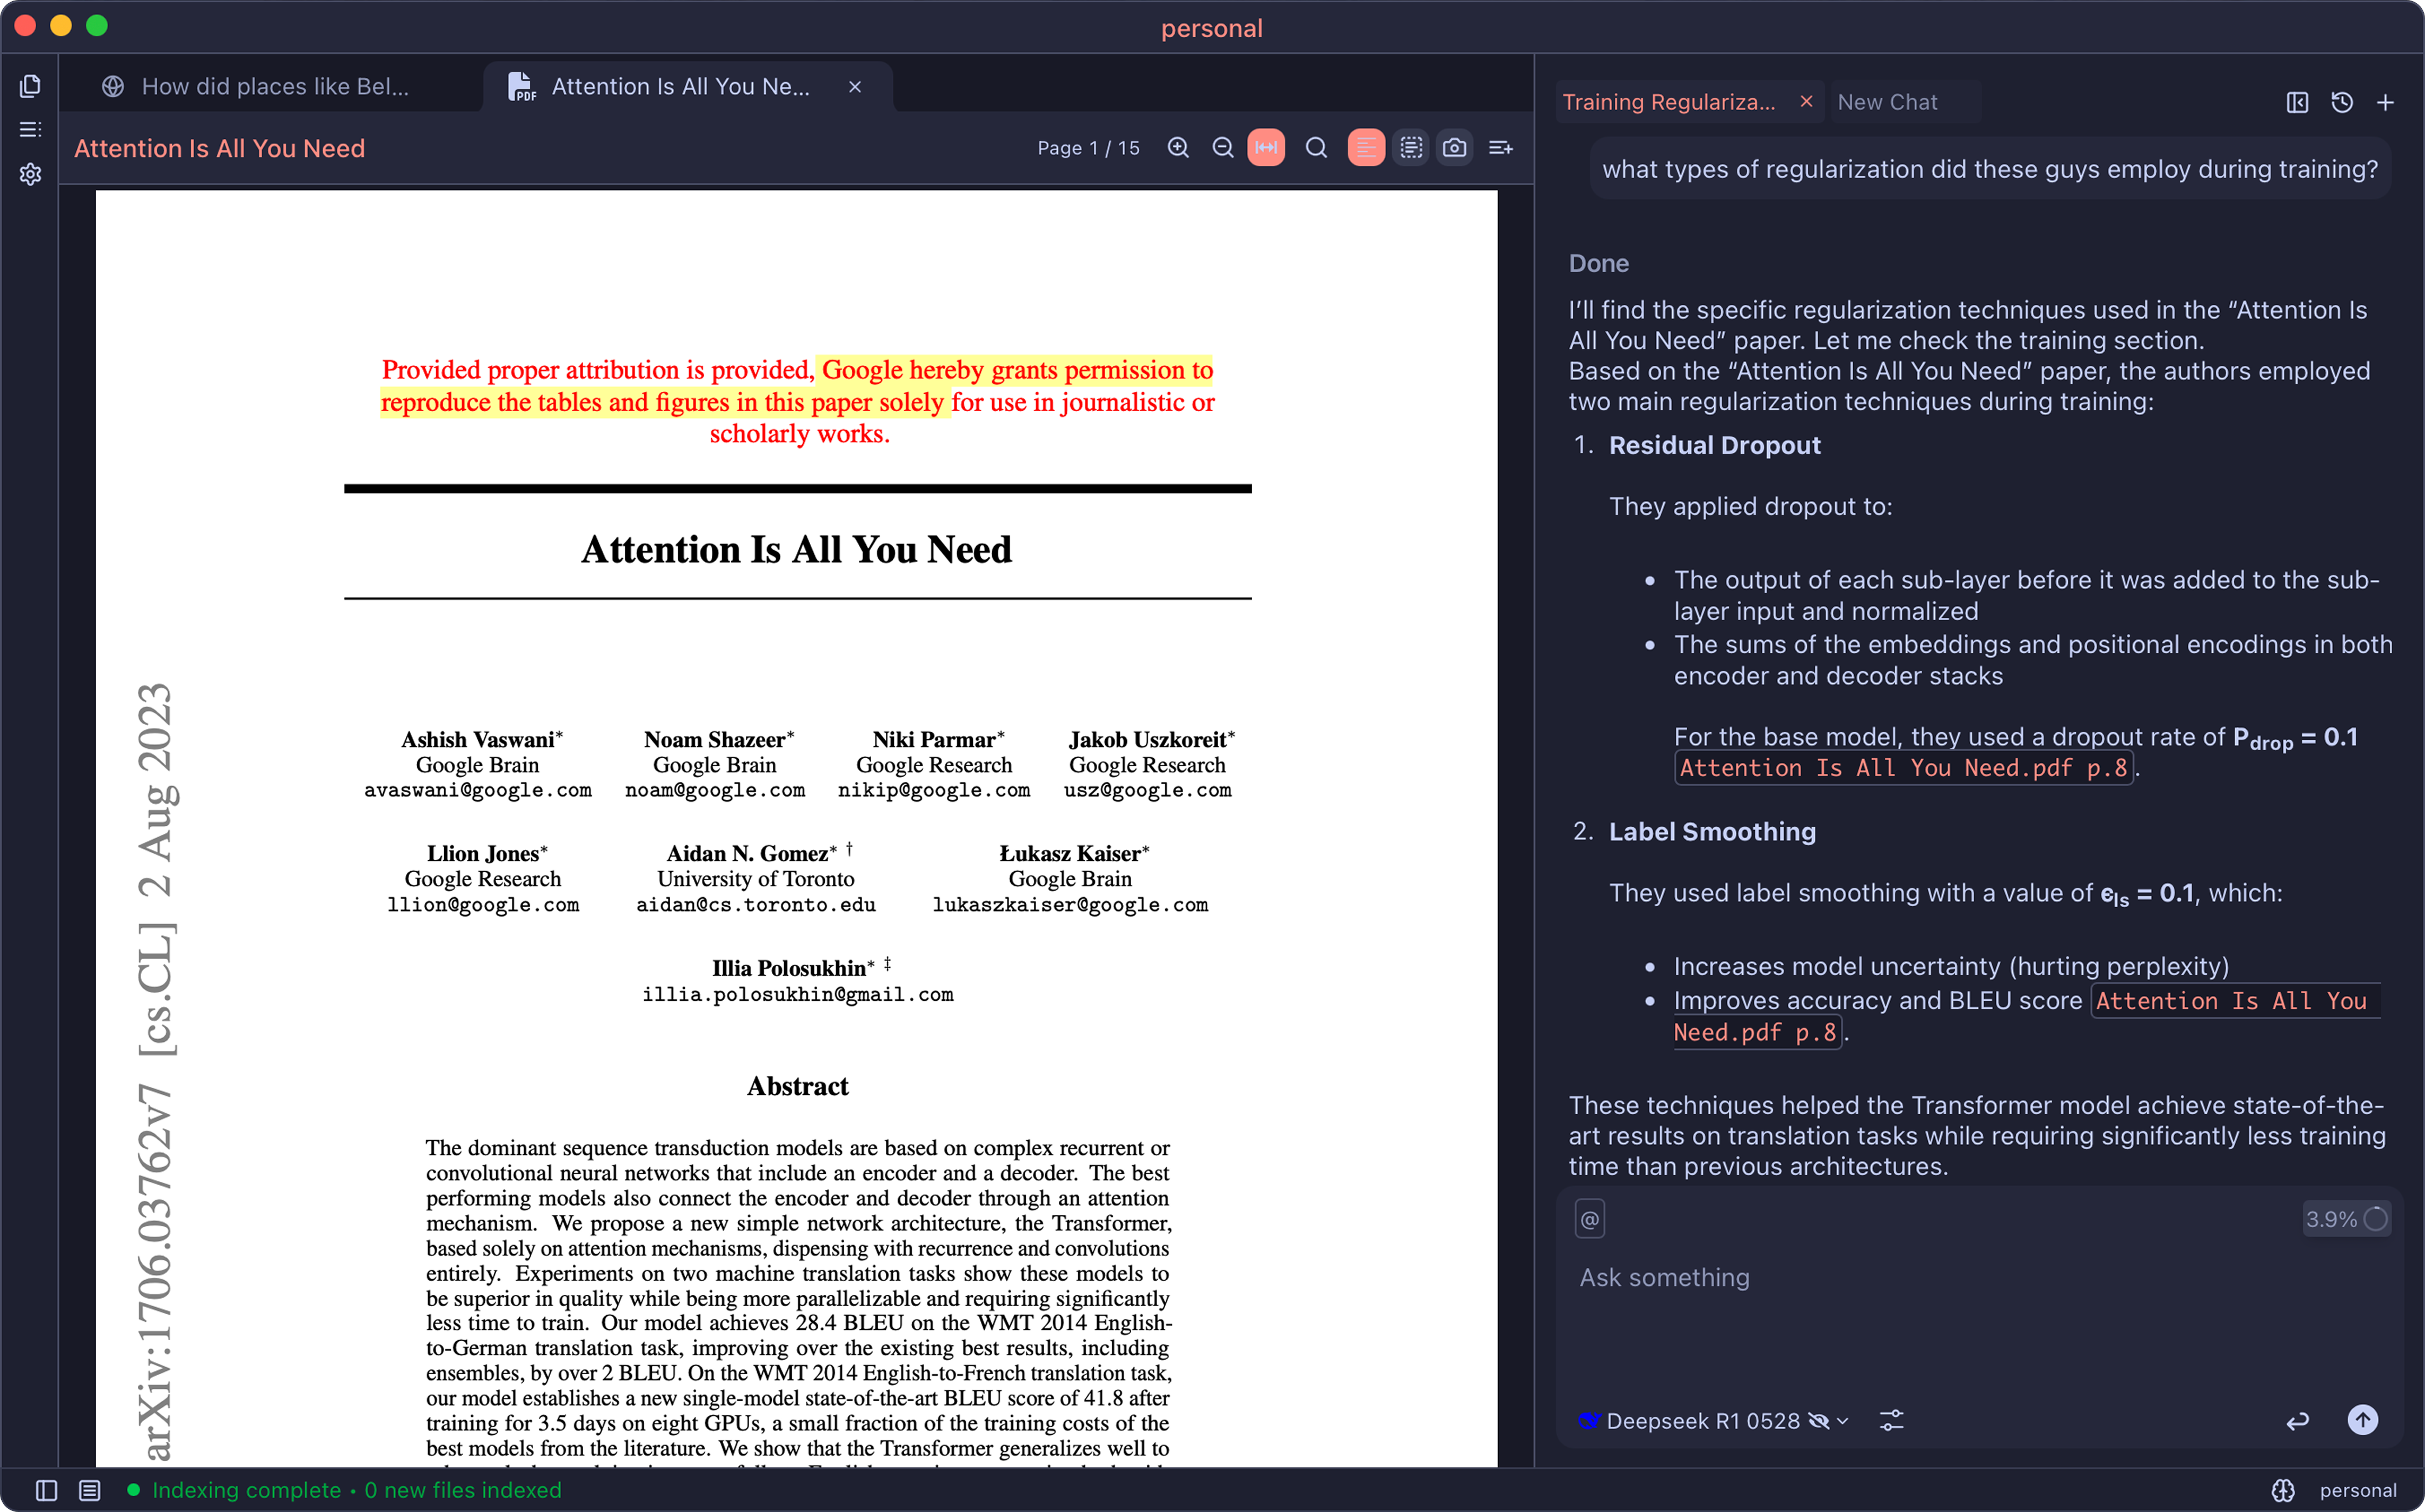 personal
How did places like Bel...
PDF
Attention Is All You Ne...
Attention Is All You Need
Page 1 / 15
Provided proper attribution is provided, Google hereby grants permission to
reproduce the tables and figures in this paper solely for use in journalistic or
scholarly works.
Attention Is All You Need
Ashish Vaswani*
Google Brain
avaswani@google.com
Noam Shazeer*
Google Brain
noam@google.com
Niki Parmar*
Google Research
nikip@google.com
Jakob Uszkoreit*
Google Research
usz@google.com
Llion Jones*
Google Research
llion@google.com
Aidan N. Gomez* †
University of Toronto
aidan@cs.toronto.edu
Łukasz Kaiser*
Google Brain
lukaszkaiser@google.com
Illia Polosukhin* ‡
illia.polosukhin@gmail.com
Abstract
The dominant sequence transduction models are based on complex recurrent or
convolutional neural networks that include an encoder and a decoder. The best
performing models also connect the encoder and decoder through an attention
mechanism. We propose a new simple network architecture, the Transformer,
based solely on attention mechanisms, dispensing with recurrence and convolutions
entirely. Experiments on two machine translation tasks show these models to
be superior in quality while being more parallelizable and requiring significantly
less time to train. Our model achieves 28.4 BLEU on the WMT 2014 English-
to-German translation task, improving over the existing best results, including
ensembles, by over 2 BLEU. On the WMT 2014 English-to-French translation task,
our model establishes a new single-model state-of-the-art BLEU score of 41.8 after
training for 3.5 days on eight GPUs, a small fraction of the training costs of the
best models from the literature. We show that the Transformer generalizes well to
arXiv:1706.03762v7 [cs.CL] 2 Aug 2023
Training Regulariza...
New Chat
what types of regularization did these guys employ during training?
Done
I’ll find the specific regularization techniques used in the “Attention Is
All You Need” paper. Let me check the training section.
Based on the “Attention Is All You Need” paper, the authors employed
two main regularization techniques during training:
1. Residual Dropout
They applied dropout to:
• The output of each sub-layer before it was added to the sub-
layer input and normalized
• The sums of the embeddings and positional encodings in both
encoder and decoder stacks
For the base model, they used a dropout rate of Pdrop = 0.1
Attention Is All You Need.pdf p.8.
2. Label Smoothing
They used label smoothing with a value of ϵls = 0.1, which:
• Increases model uncertainty (hurting perplexity)
• Improves accuracy and BLEU score Attention Is All You
Need.pdf p.8.
These techniques helped the Transformer model achieve state-of-the-
art results on translation tasks while requiring significantly less training
time than previous architectures.
@
3.9%
Ask something
Deepseek R1 0528
Indexing complete • 0 new files indexed
personal